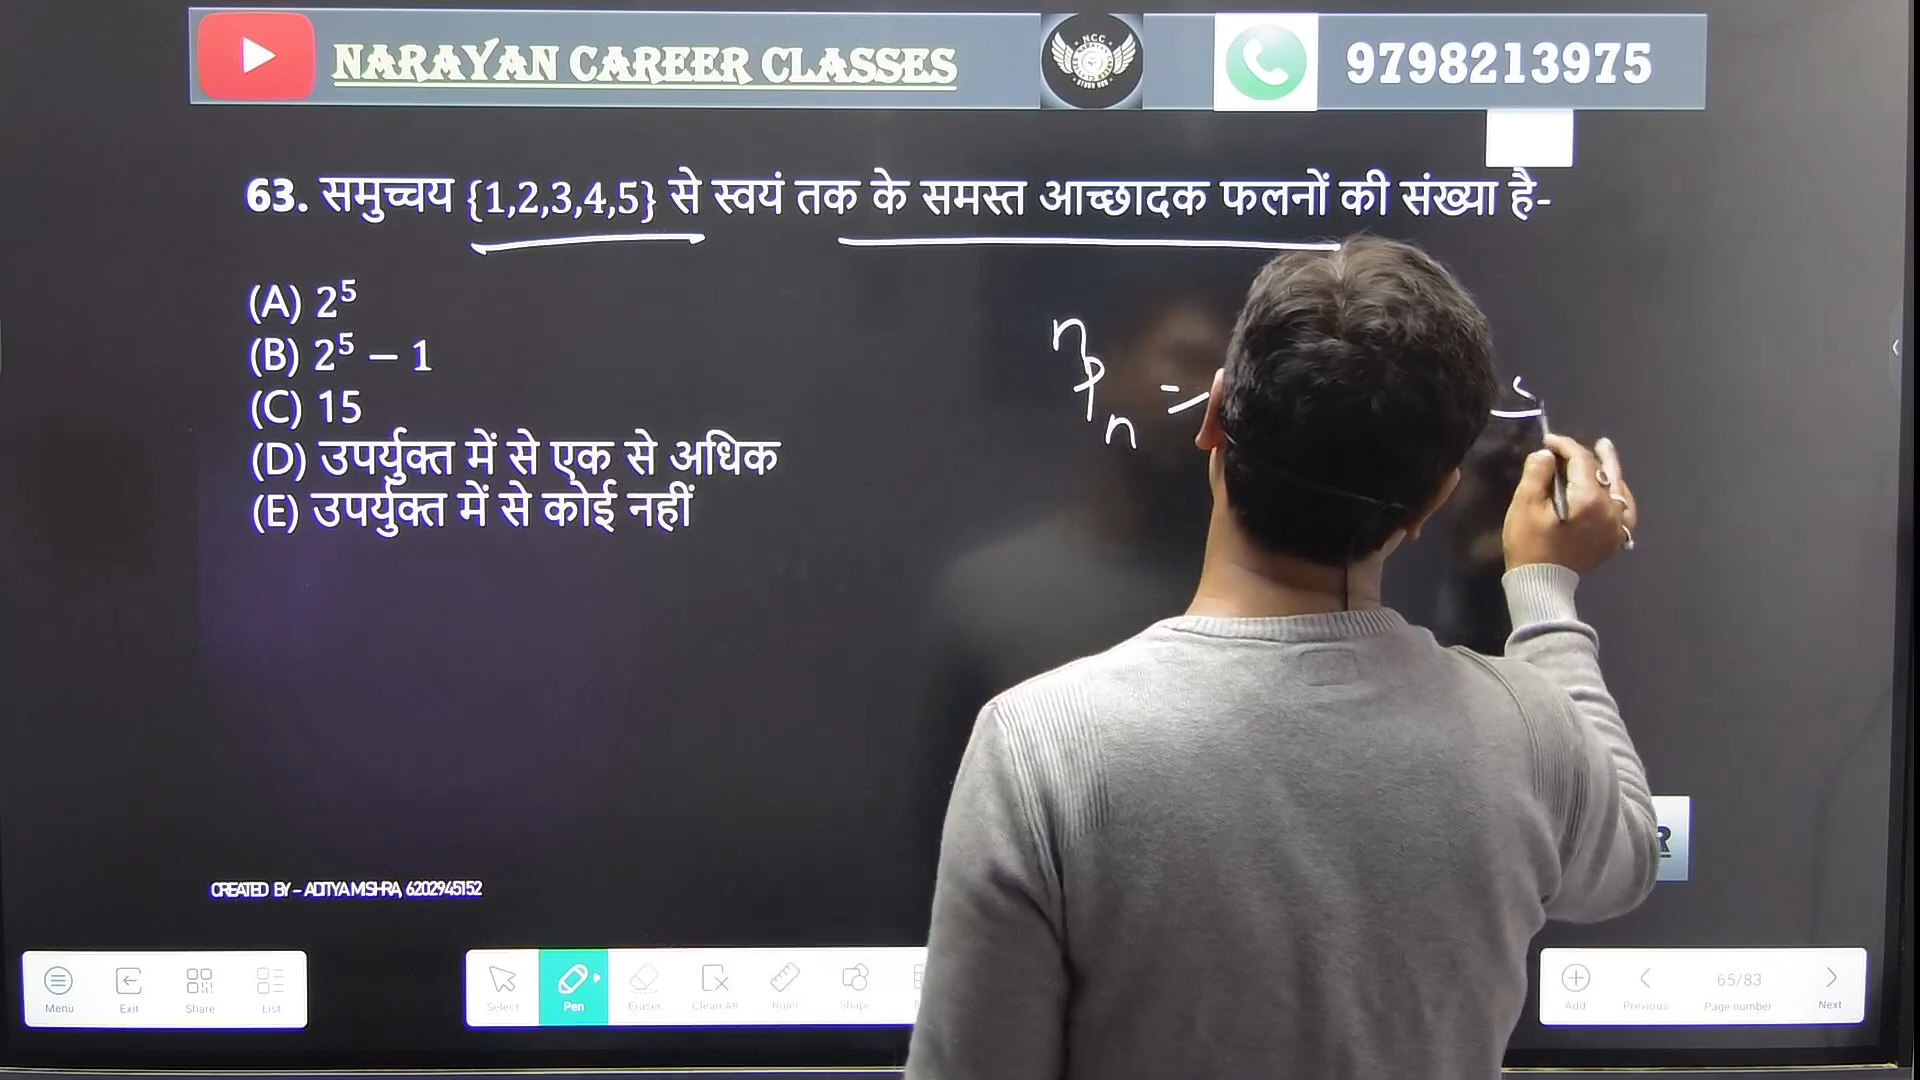 NARAYAN CAREER CLASSES
NCC
9798213975
63. समुच्चय {1,2,3,4,5} से स्वयं तक के समस्त आच्छादक फलनों की संख्या है-
(A) 2⁵
(B) 2⁵ − 1
(C) 15
(D) उपर्युक्त में से एक से अधिक
(E) उपर्युक्त में से कोई नहीं
nPn =
R
CREATED BY – ADITYA MISHRA, 6202945152
Menu Exit Share List
Select Pen Eraser Clean All Ruler Shape
Add Previous 65/83 Page number Next